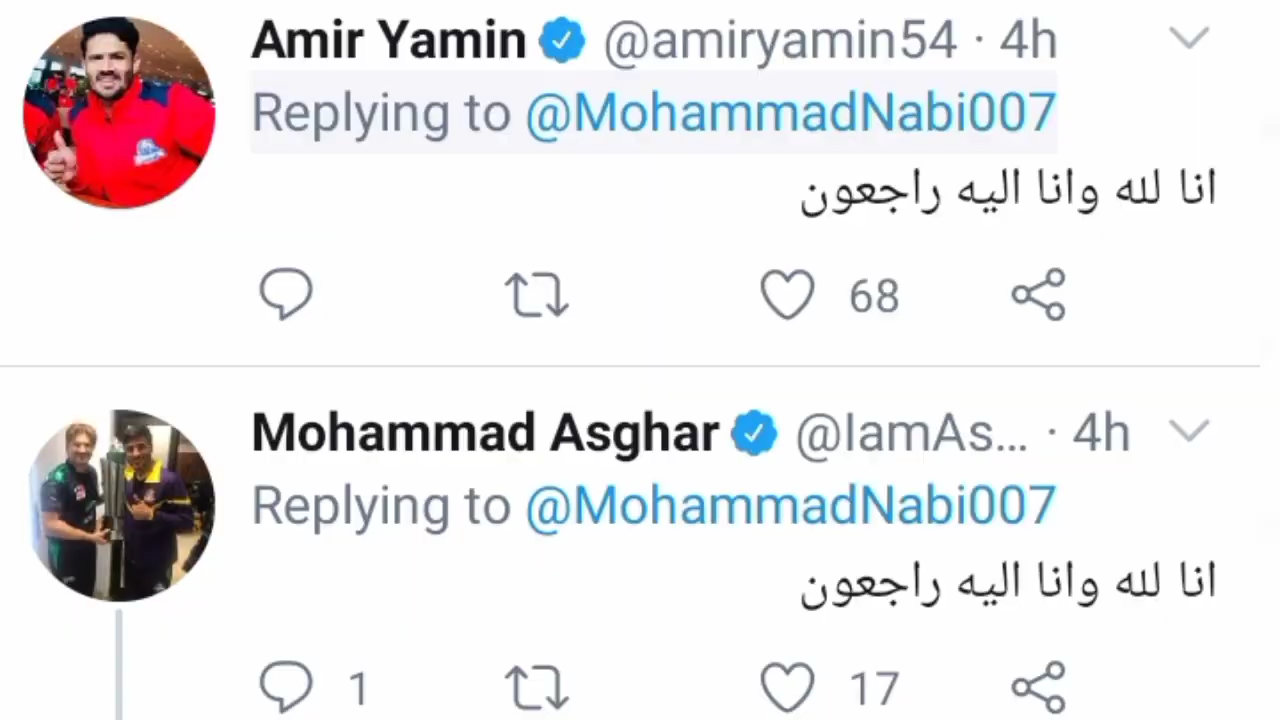 Amir Yamin @amiryamin54 · 4h
Replying to @MohammadNabi007
انا لله وانا اليه راجعون
68
Mohammad Asghar @IamAs... · 4h
Replying to @MohammadNabi007
انا لله وانا اليه راجعون
1 17